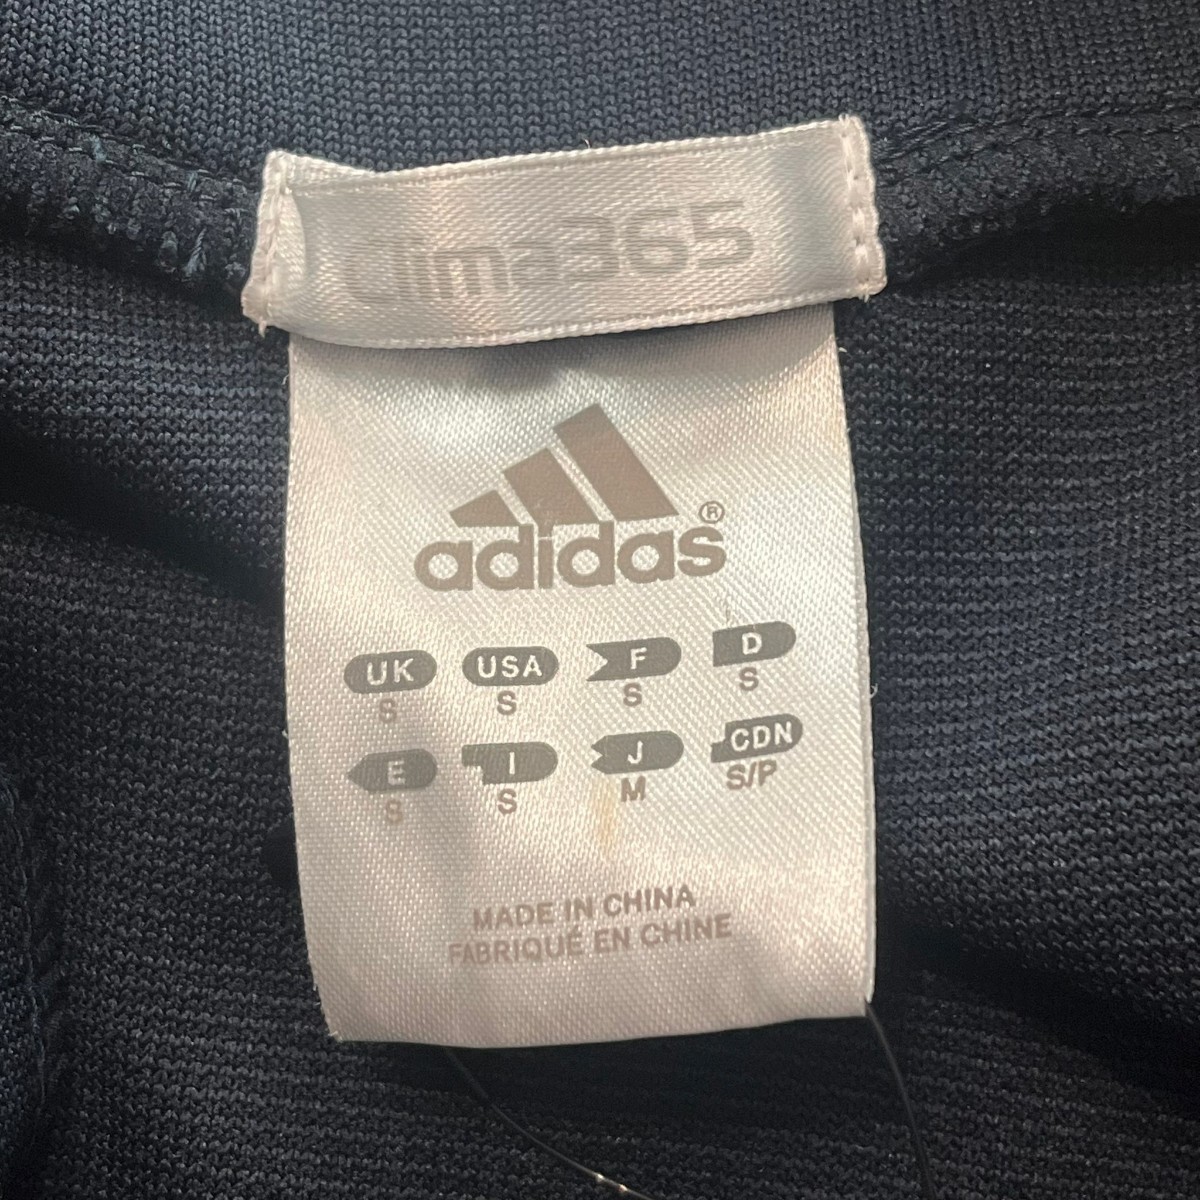 Clima365
adidas®
UK USA F D
S S S S
E I J CDN
S S M S/P
MADE IN CHINA
FABRIQUÉ EN CHINE